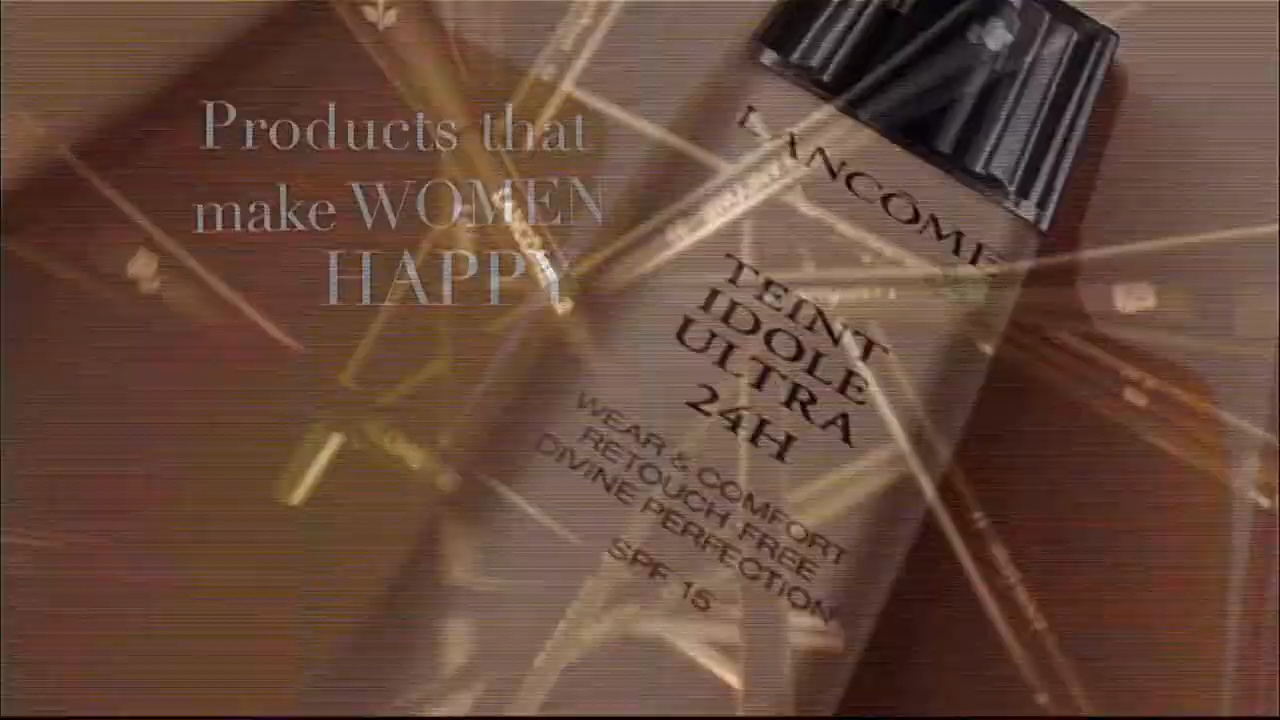 Products that
make WOMEN
HAPPY
LANCOME
TEINT
IDOLE
ULTRA
24H
WEAR & COMFORT
RETOUCH FREE
DIVINE PERFECTION
SPF 15